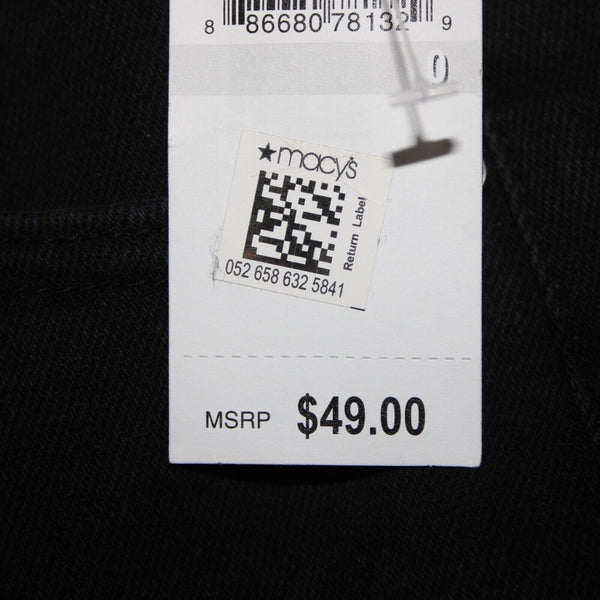 8 86680 78132 9
0
★macy's
Return Label
052 658 632 5841
MSRP $49.00